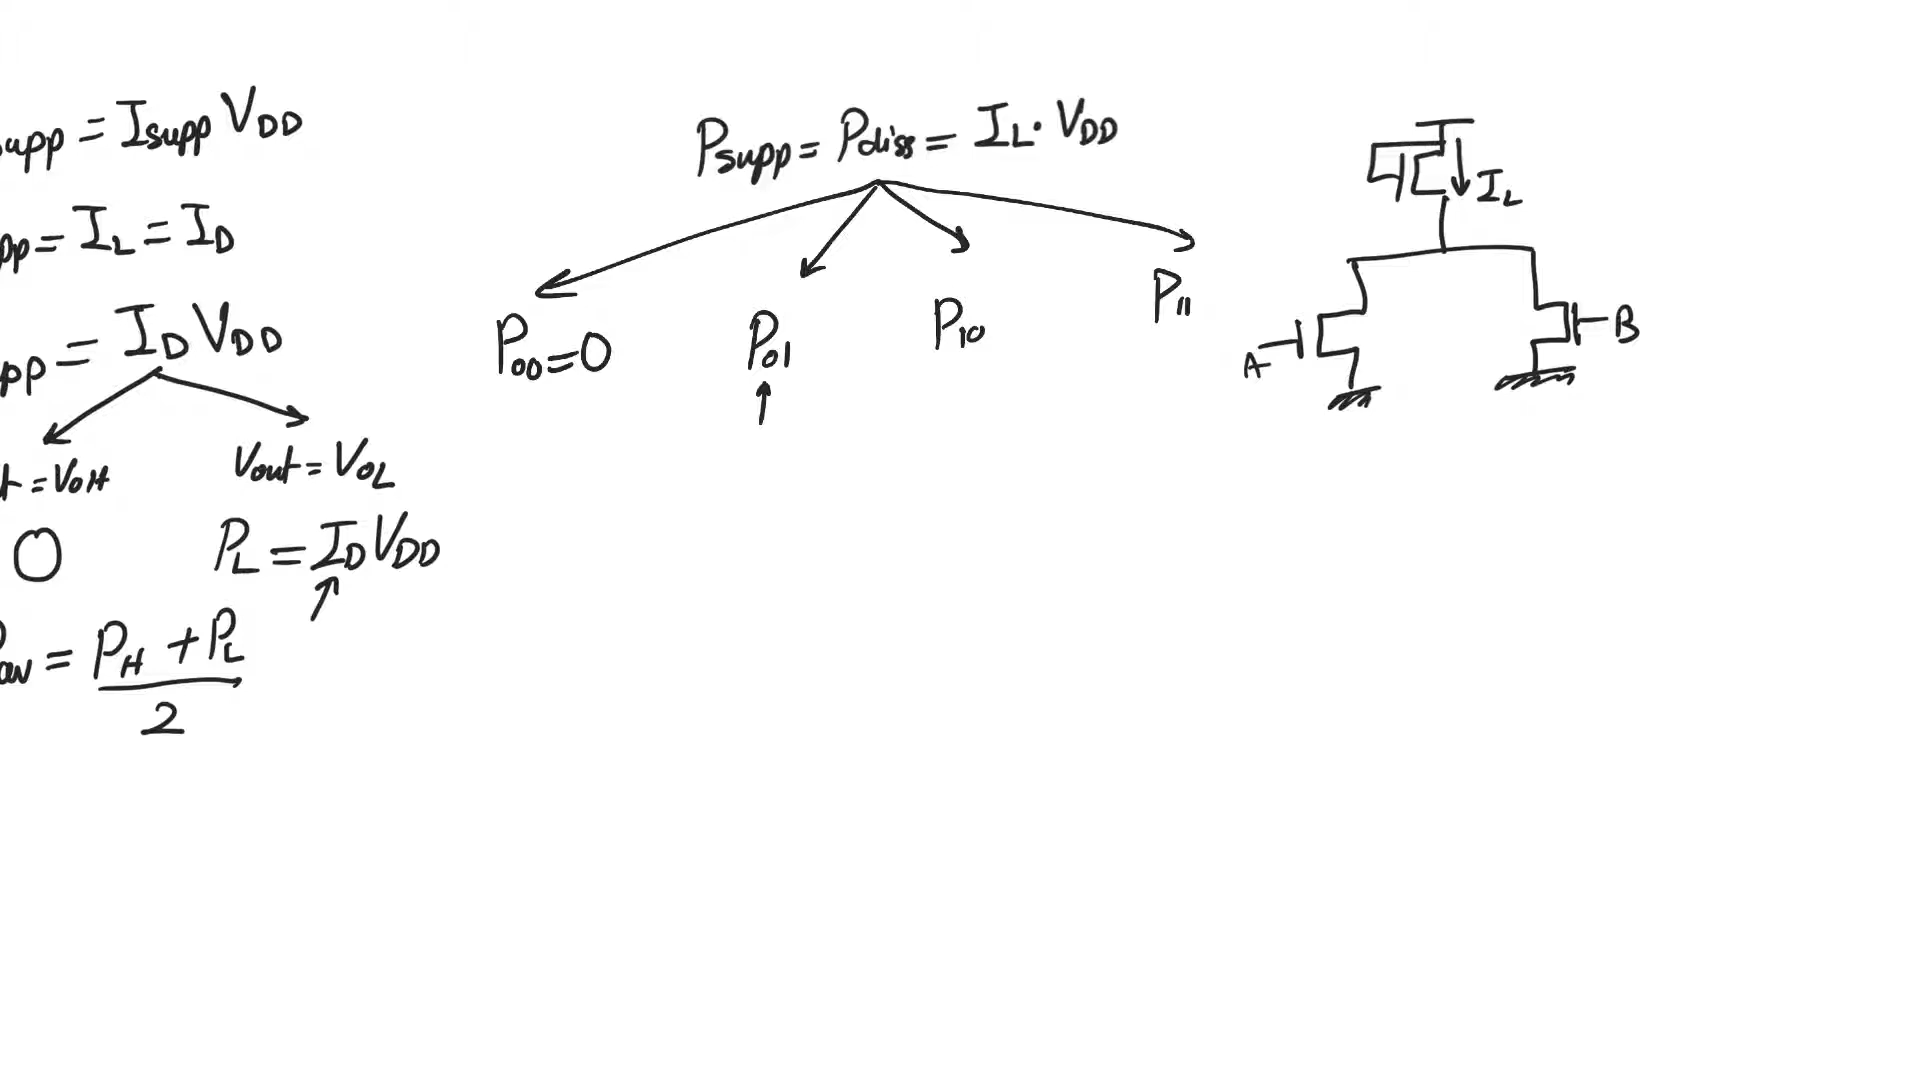 supp = Isupp VDD
pp = IL = ID
pp = ID VDD
t = VOH
Vout = VOL
0
PL = ID VDD
av = PH + PL
2
Psupp = Pdiss = IL · VDD
P00 = 0
P01
P10
P11
IL
A
B